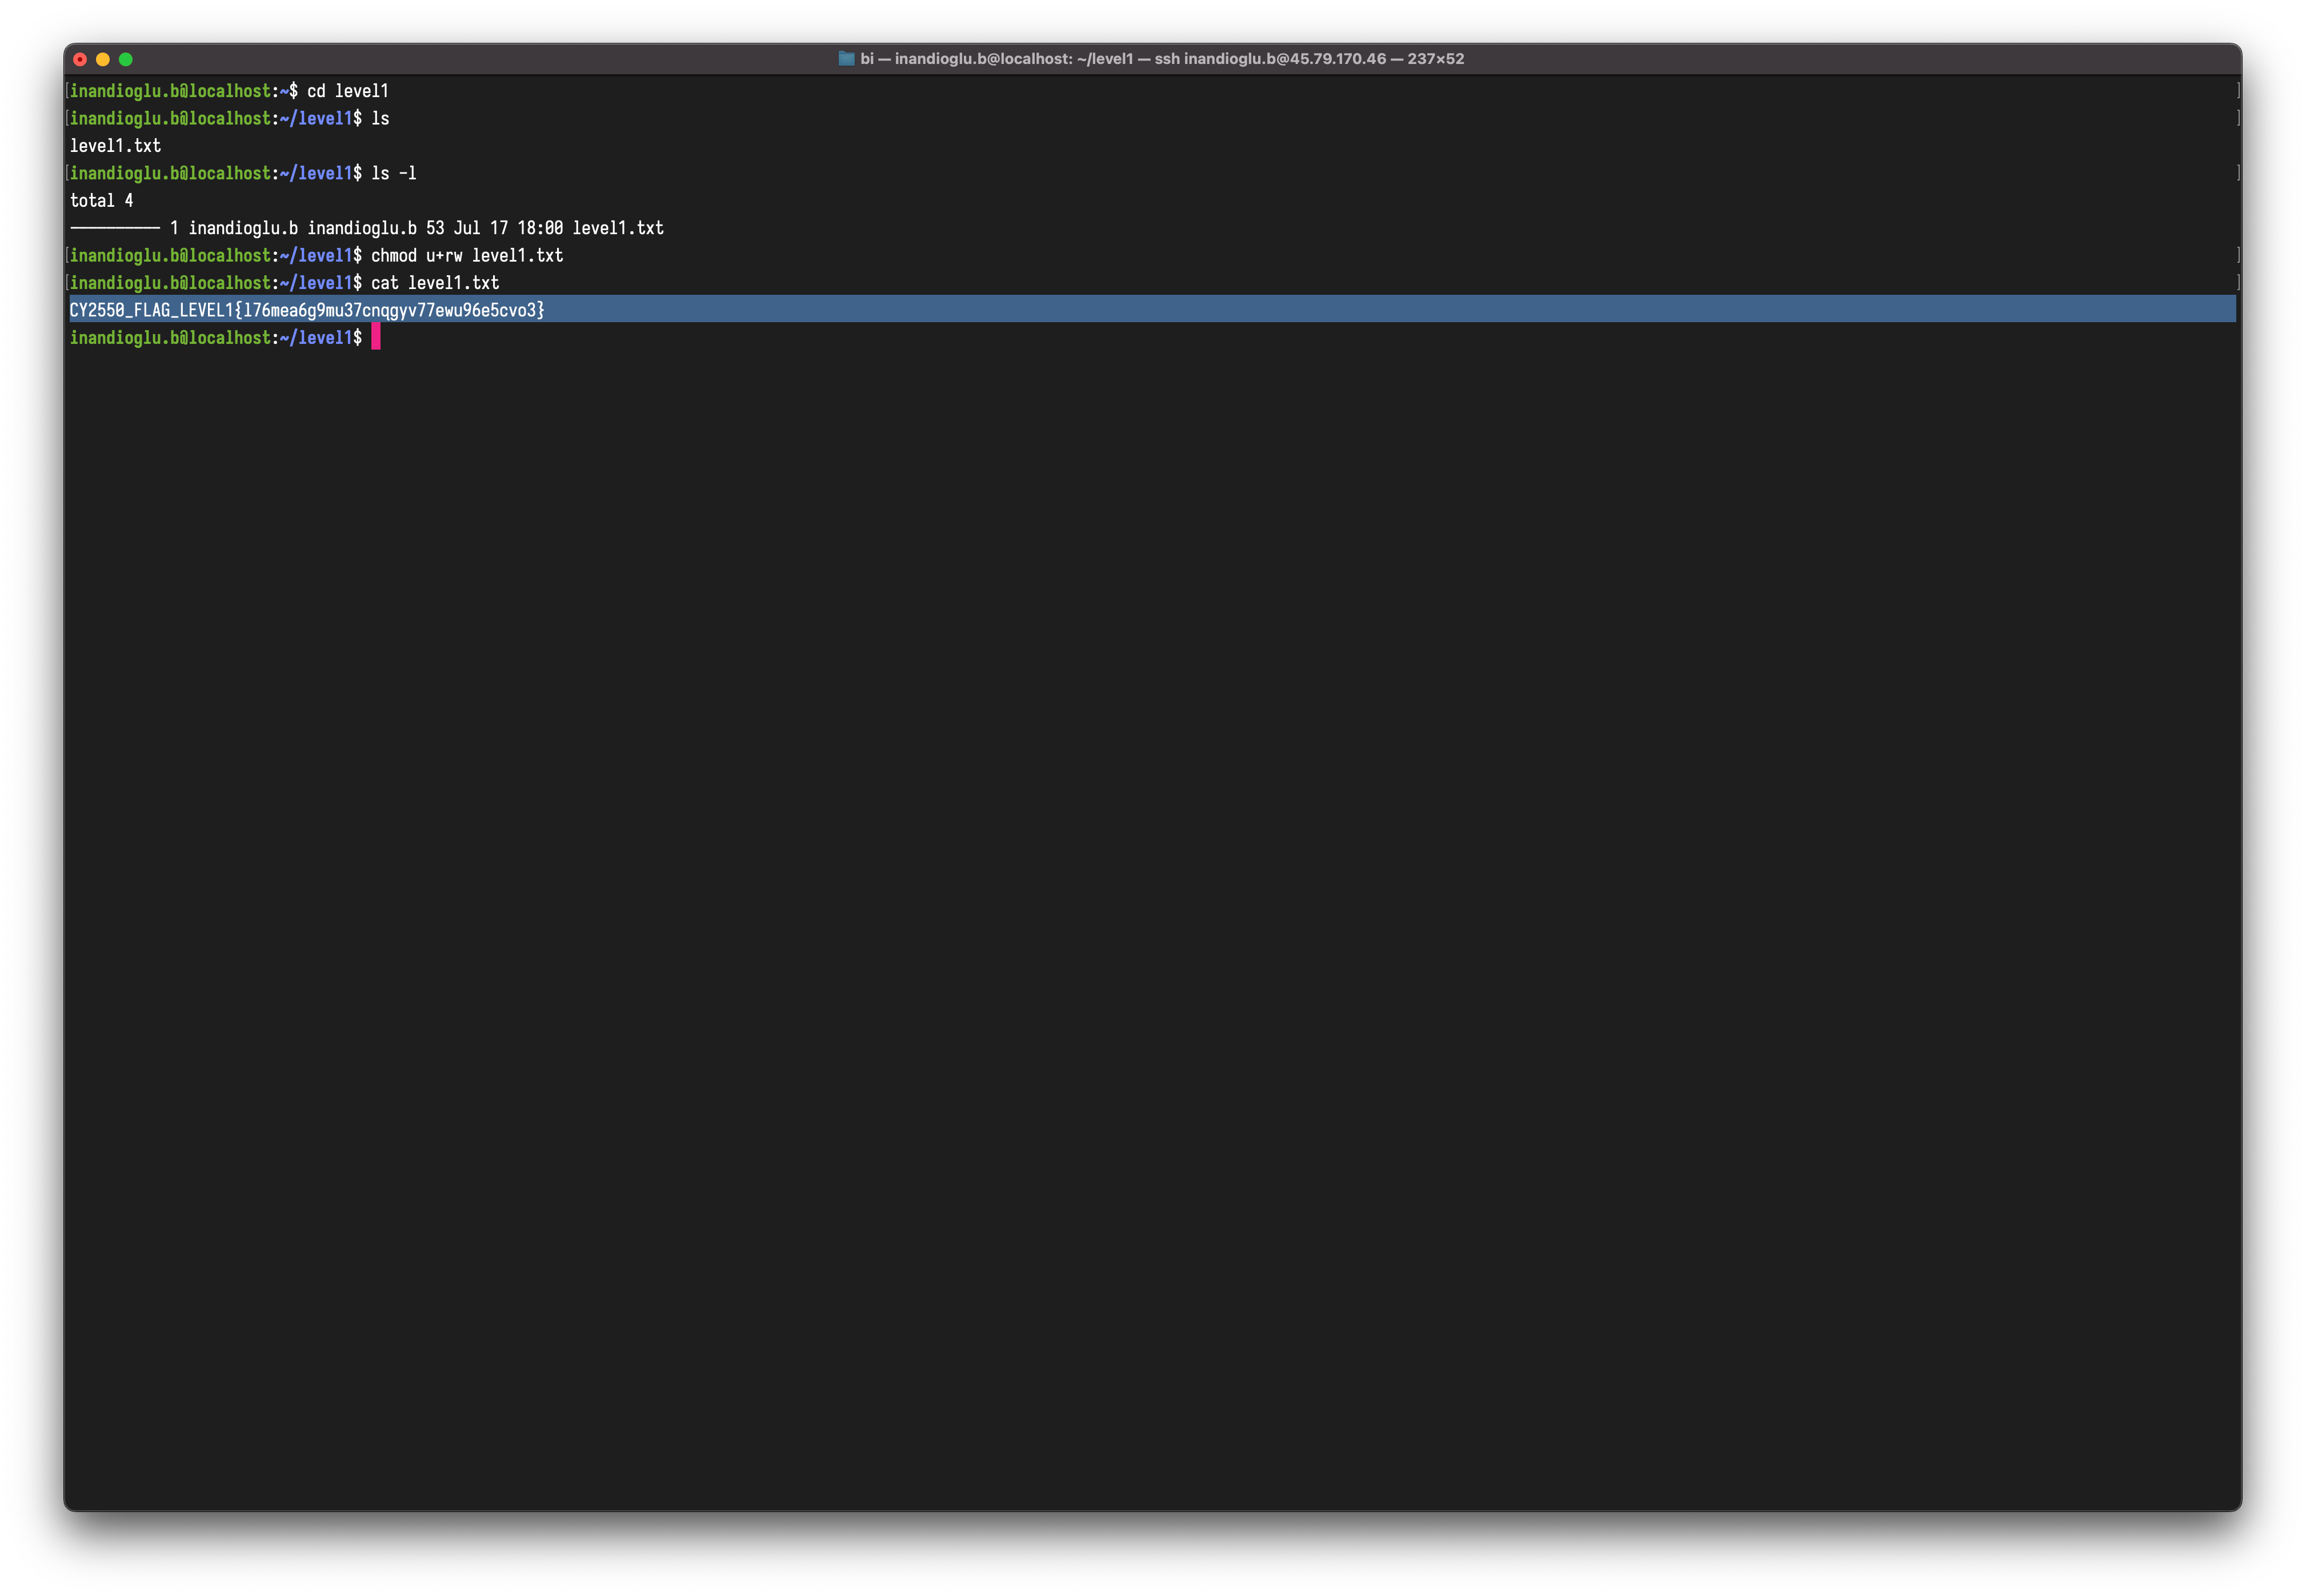 bi — inandioglu.b@localhost: ~/level1 — ssh inandioglu.b@45.79.170.46 — 237×52
[inandioglu.b@localhost:~$ cd level1 ]
[inandioglu.b@localhost:~/level1$ ls ]
level1.txt
[inandioglu.b@localhost:~/level1$ ls -l ]
total 4
---------- 1 inandioglu.b inandioglu.b 53 Jul 17 18:00 level1.txt
[inandioglu.b@localhost:~/level1$ chmod u+rw level1.txt ]
[inandioglu.b@localhost:~/level1$ cat level1.txt ]
CY2550_FLAG_LEVEL1{l76mea6g9mu37cnqgyv77ewu96e5cvo3}
inandioglu.b@localhost:~/level1$